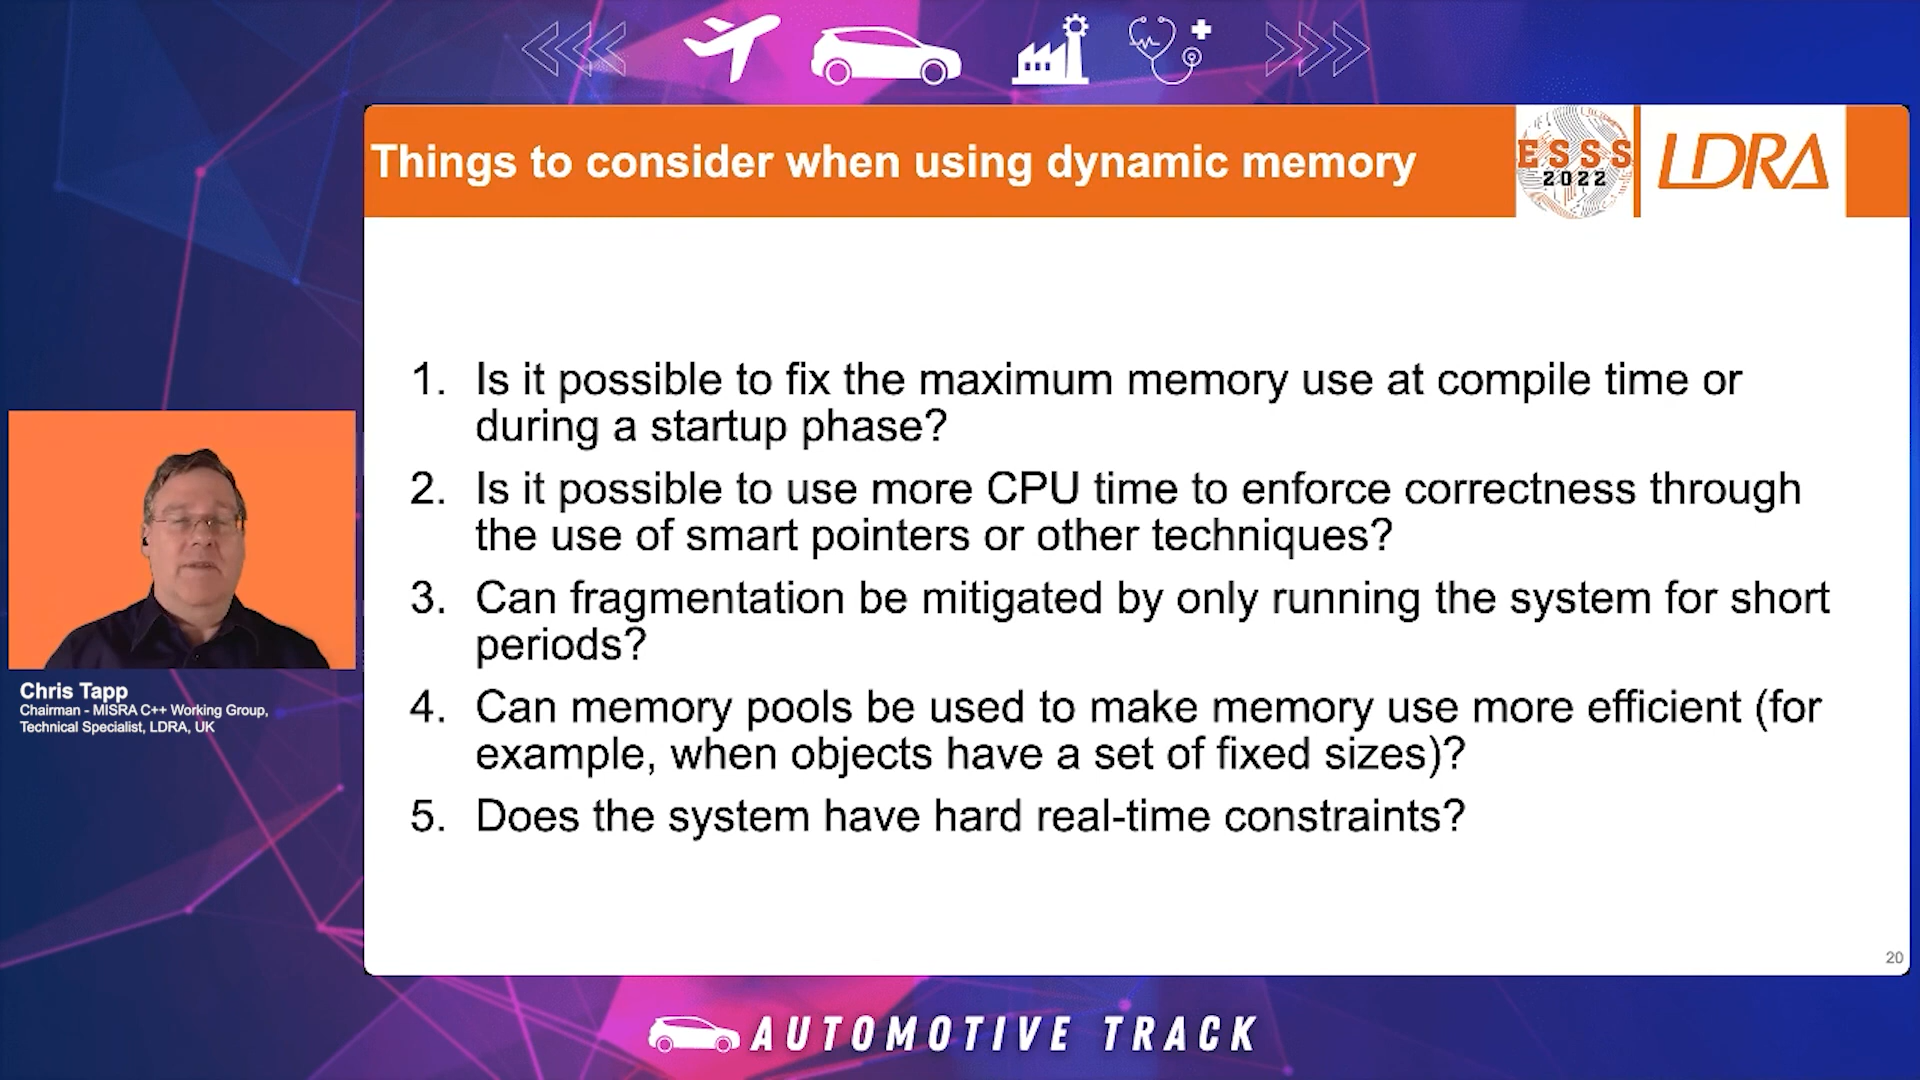 Things to consider when using dynamic memory
ESSS
2022
LDRA
1. Is it possible to fix the maximum memory use at compile time or
during a startup phase?
2. Is it possible to use more CPU time to enforce correctness through
the use of smart pointers or other techniques?
3. Can fragmentation be mitigated by only running the system for short
periods?
4. Can memory pools be used to make memory use more efficient (for
example, when objects have a set of fixed sizes)?
5. Does the system have hard real-time constraints?
Chris Tapp
Chairman - MISRA C++ Working Group,
Technical Specialist, LDRA, UK
20
AUTOMOTIVE TRACK